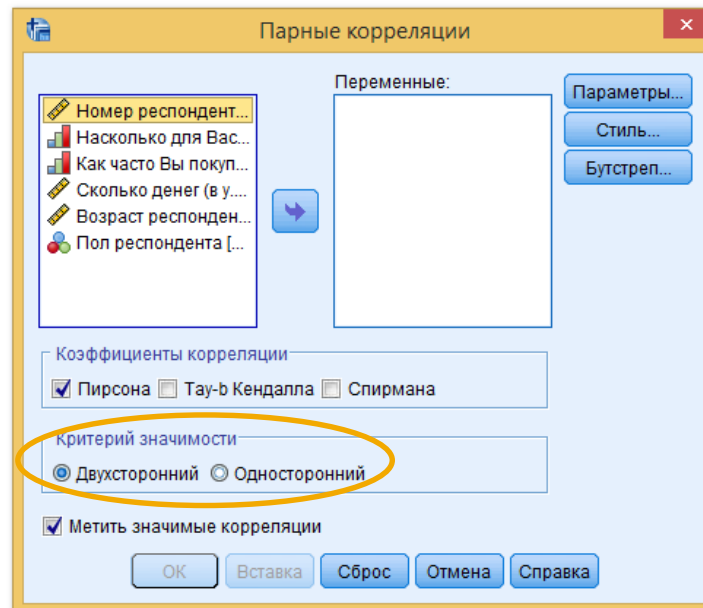 Парные корреляции
Переменные:
Номер респондент...
Насколько для Вас...
Как часто Вы покуп...
Сколько денег (в у....
Возраст респонден...
Пол респондента [...
Параметры...
Стиль...
Бутстреп...
Коэффициенты корреляции
Пирсона Тау-b Кендалла Спирмана
Критерий значимости
Двухсторонний Односторонний
Метить значимые корреляции
ОК Вставка Сброс Отмена Справка